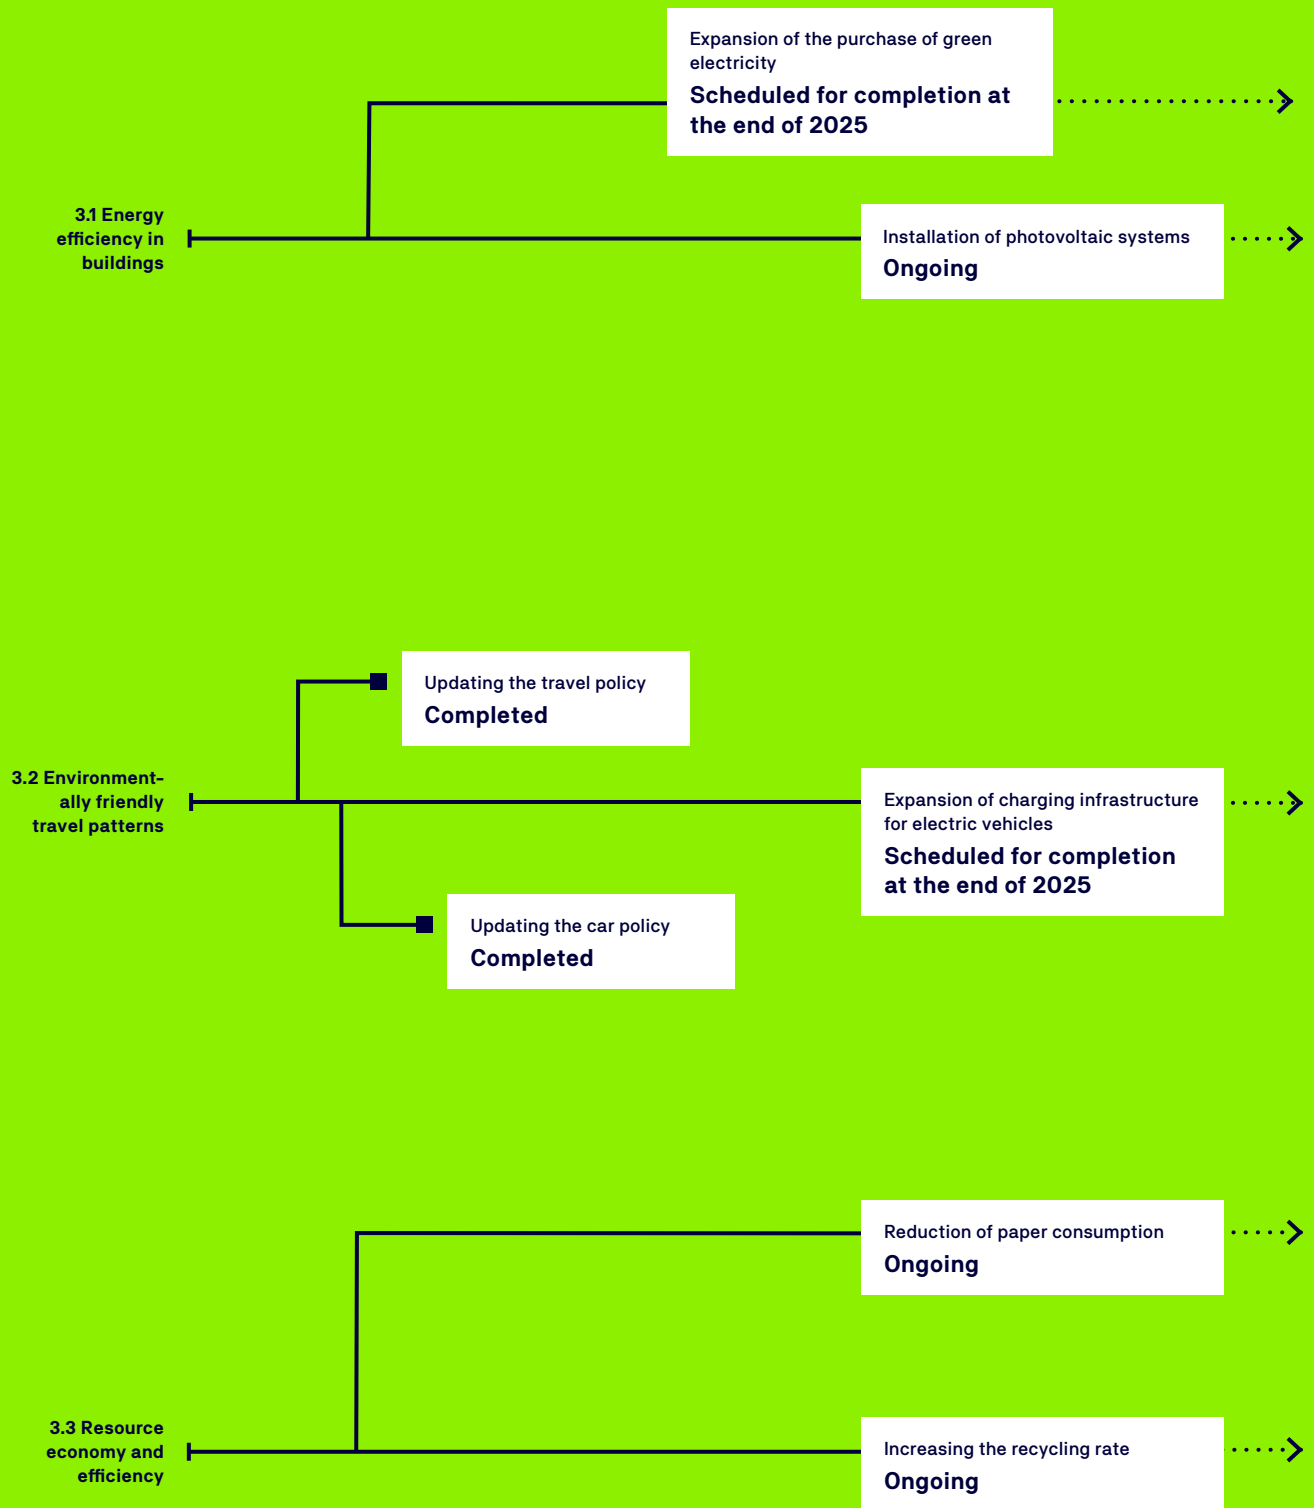 Expansion of the purchase of green
electricity
Scheduled for completion at
the end of 2025
3.1 Energy
efficiency in
buildings
Installation of photovoltaic systems
Ongoing
Updating the travel policy
Completed
3.2 Environment-
ally friendly
travel patterns
Expansion of charging infrastructure
for electric vehicles
Scheduled for completion
at the end of 2025
Updating the car policy
Completed
Reduction of paper consumption
Ongoing
3.3 Resource
economy and
efficiency
Increasing the recycling rate
Ongoing